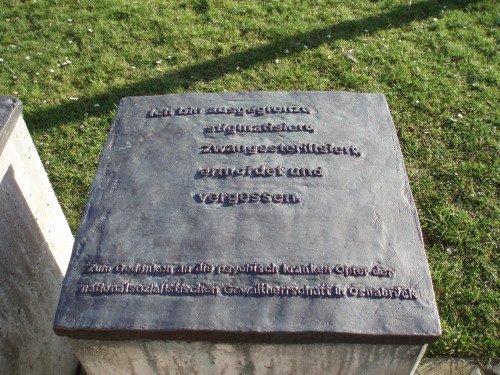 Ich bin ausgegrenzt,
stigmatisiert,
zwangssterilisiert,
ermordet und
vergessen.
Zum Gedenken an die psychisch kranken Opfer der
nationalsozialistischen Gewaltherrschaft in Osnabrück